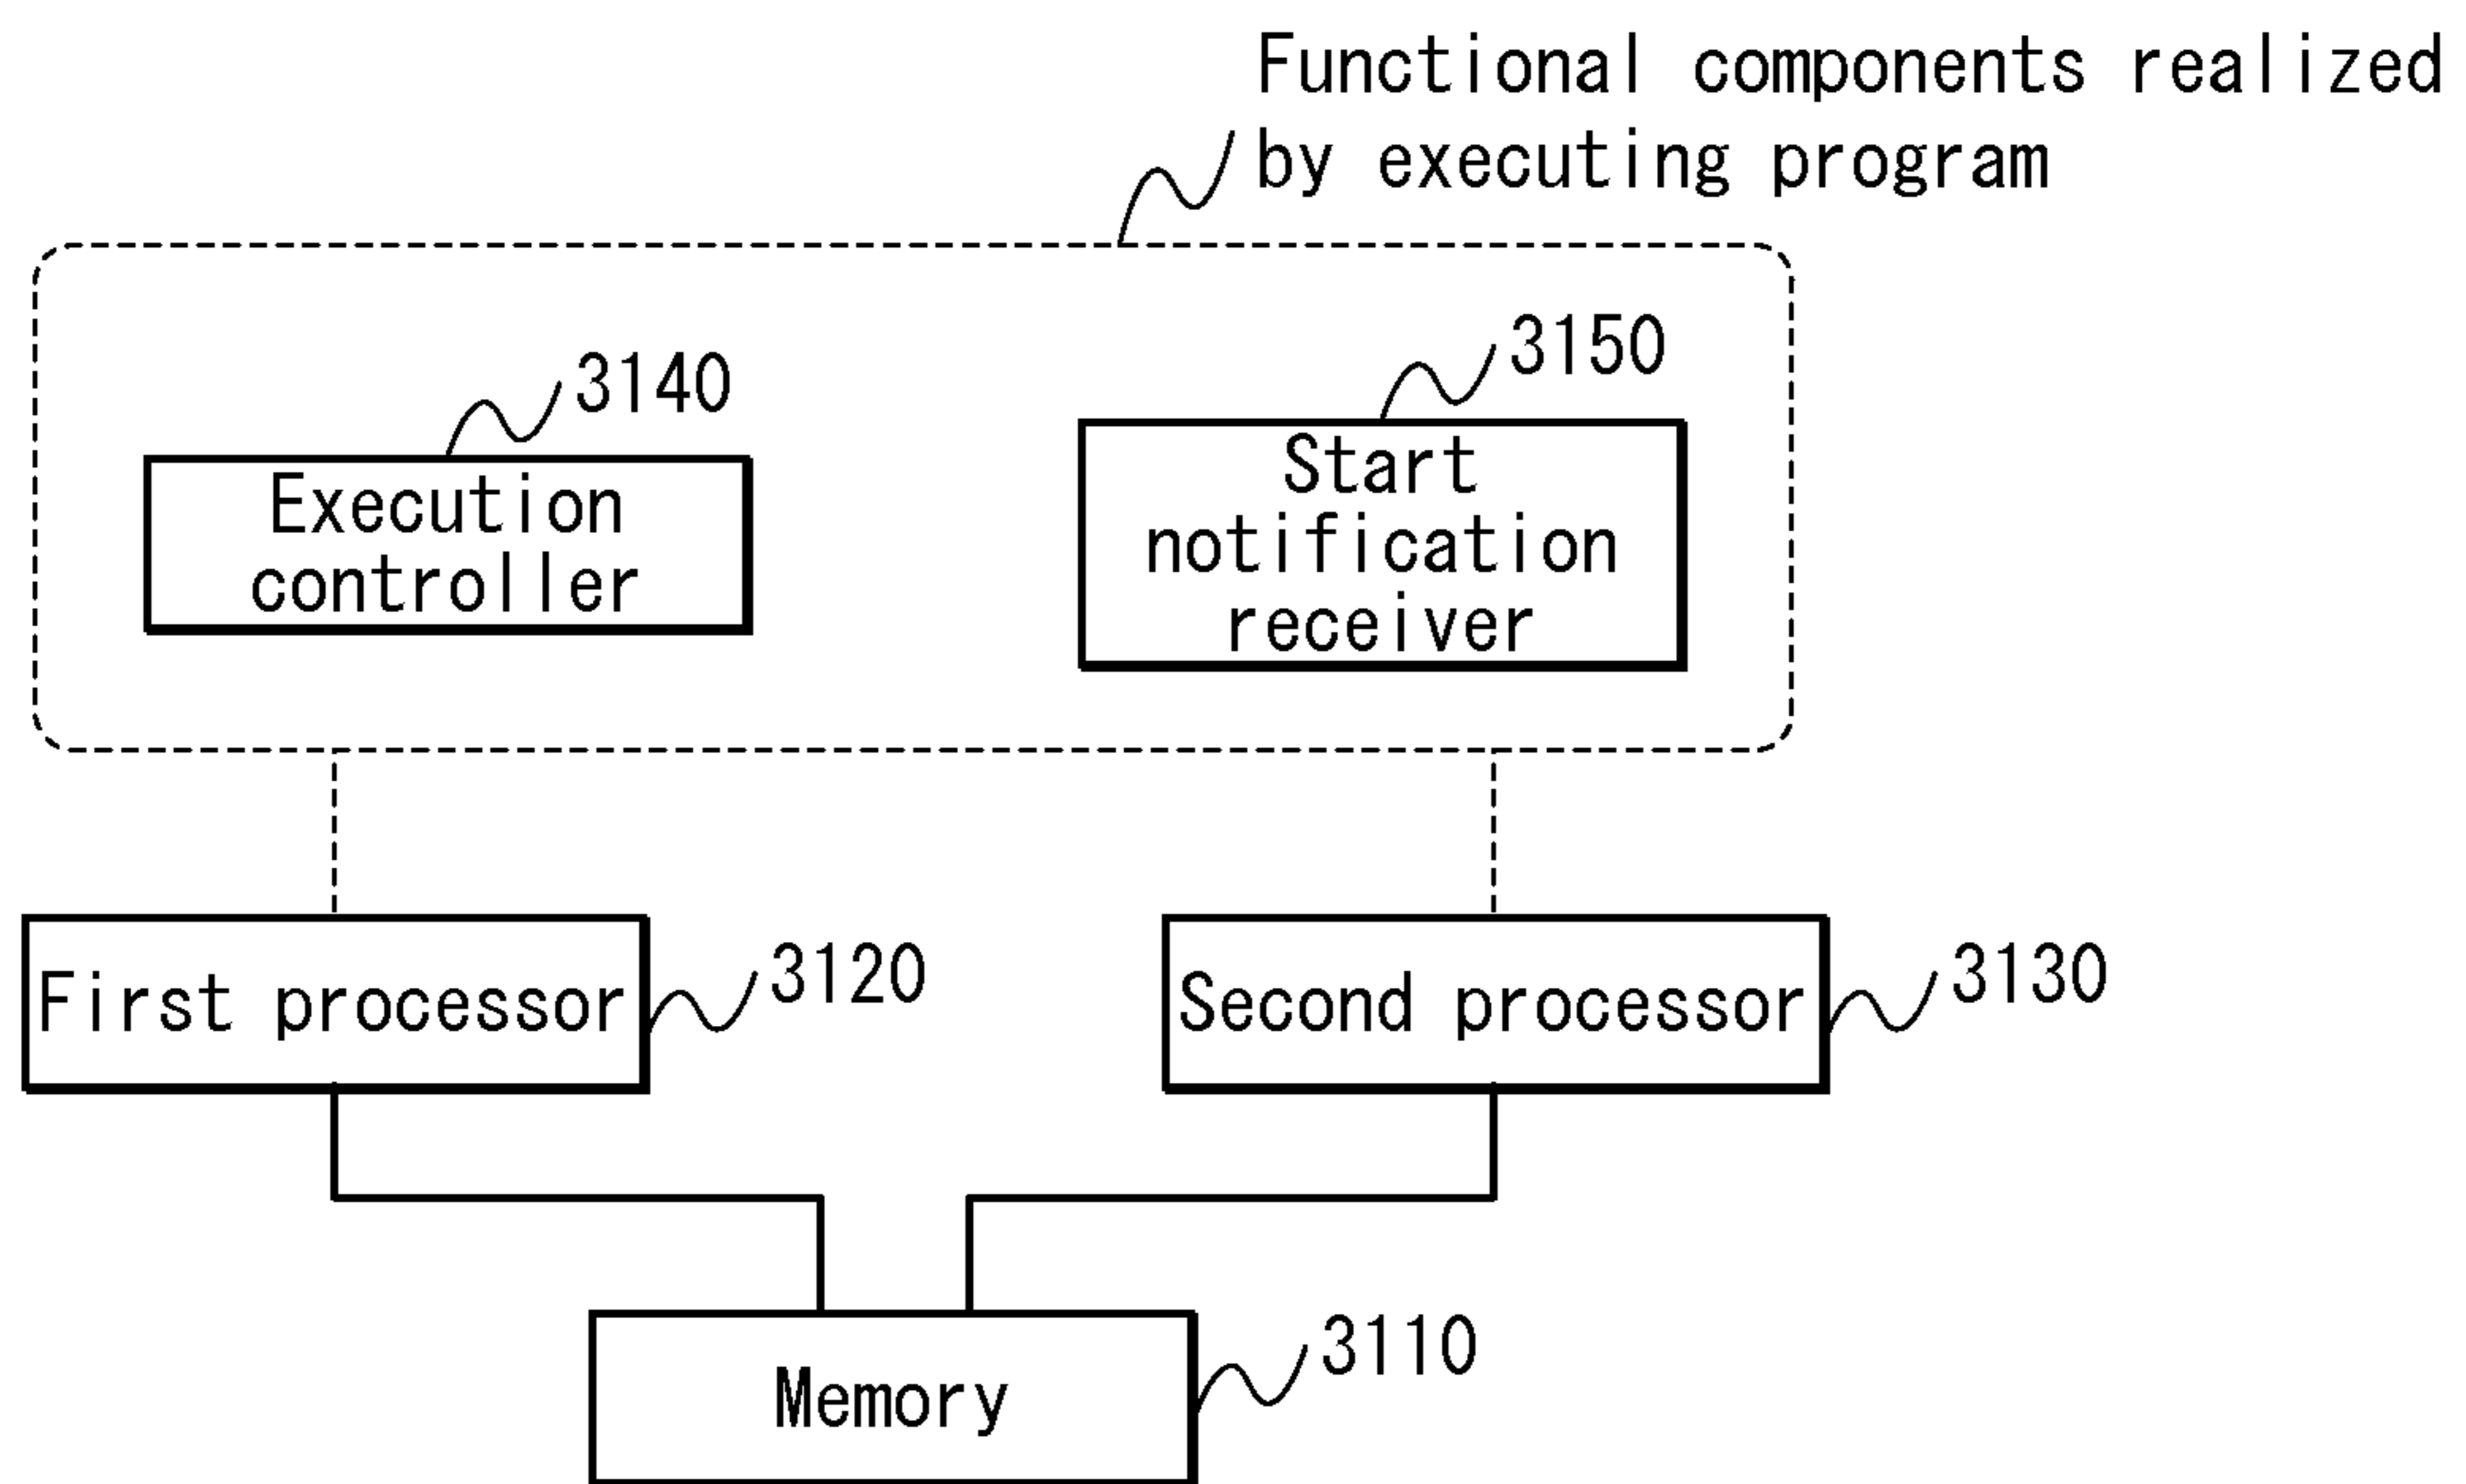 Functional components realized
by executing program
3140
3150
Execution
controller
Start
notification
receiver
First processor
3120
Second processor
3130
Memory
3110